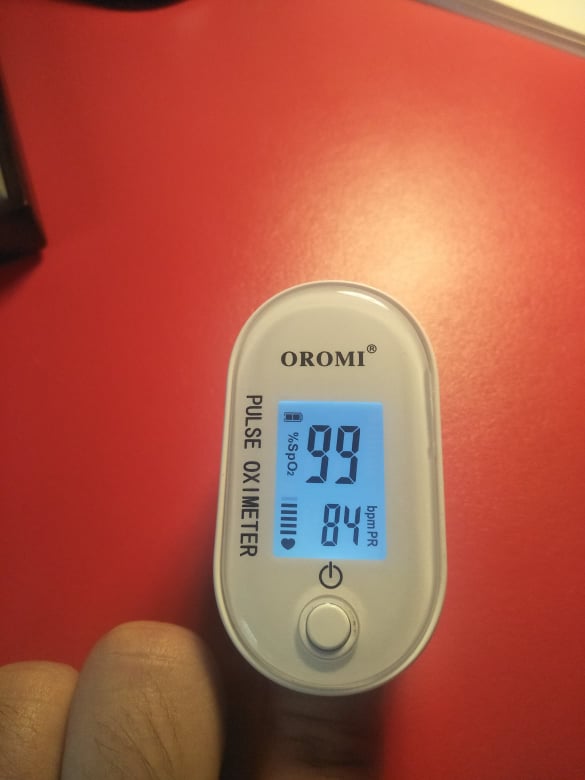 OROMI®
PULSE OXIMETER
%SpO₂
99
84
bpmPR